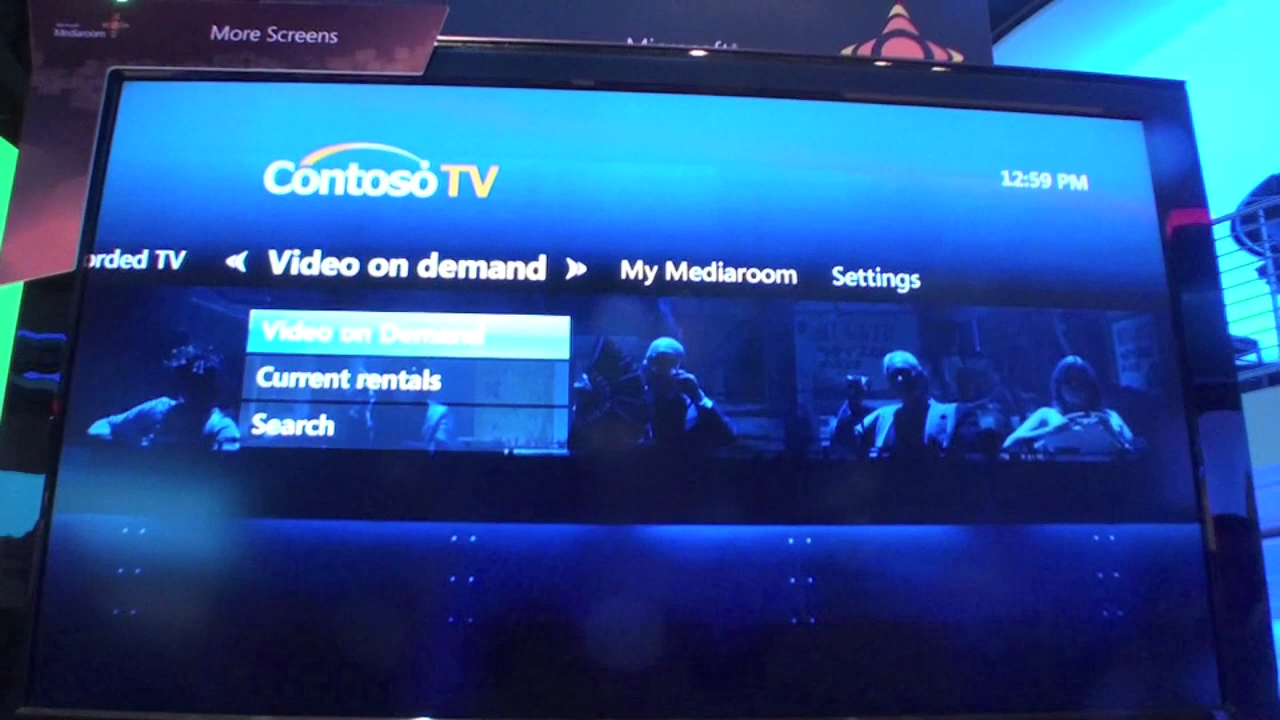 Mediaroom
More Screens
Contoso TV
12:59 PM
orded TV
Video on demand
My Mediaroom
Settings
Video on Demand
Current rentals
Search